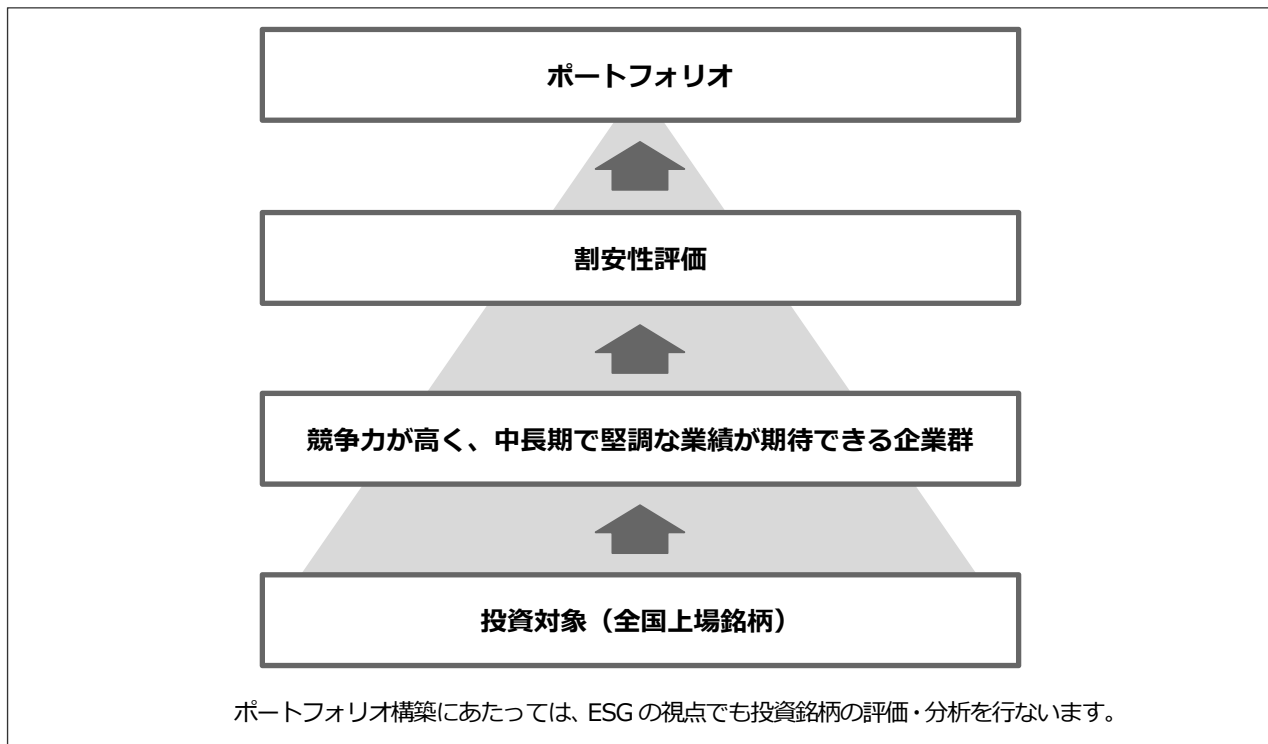 ポートフォリオ
割安性評価
競争力が高く、中長期で堅調な業績が期待できる企業群
投資対象（全国上場銘柄）
ポートフォリオ構築にあたっては、ESGの視点でも投資銘柄の評価・分析を行ないます。